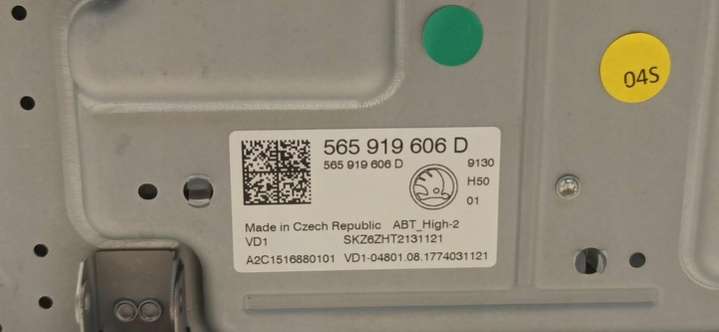 04S
565 919 606 D
565 919 606 D 9130
H50
01
Made in Czech Republic ABT_High-2
VD1 SKZ6ZHT2131121
A2C1516880101 VD1-04801.08.1774031121